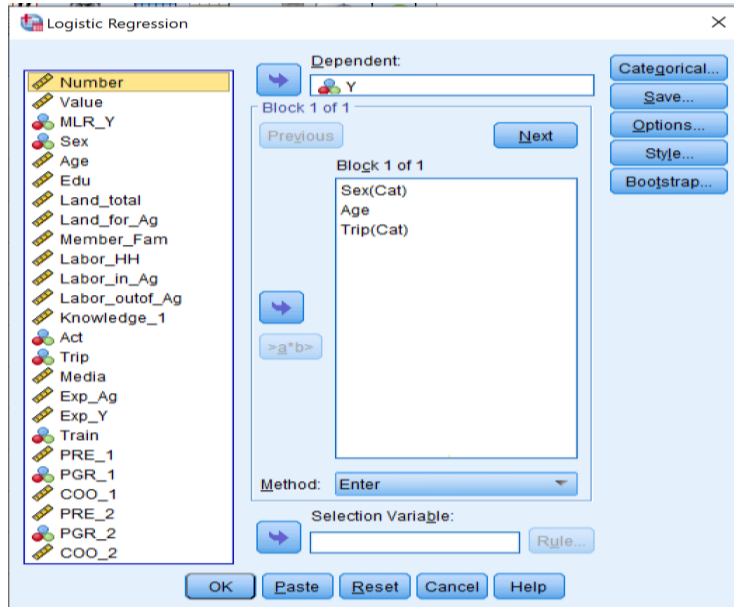 Logistic Regression
Number
Value
MLR_Y
Sex
Age
Edu
Land_total
Land_for_Ag
Member_Fam
Labor_HH
Labor_in_Ag
Labor_outof_Ag
Knowledge_1
Act
Trip
Media
Exp_Ag
Exp_Y
Train
PRE_1
PGR_1
COO_1
PRE_2
PGR_2
COO_2
Dependent:
Y
Block 1 of 1
Previous
Next
Block 1 of 1
Sex(Cat)
Age
Trip(Cat)
>a*b>
Method:
Enter
Selection Variable:
Rule...
Categorical...
Save...
Options...
Style...
Bootstrap...
OK
Paste
Reset
Cancel
Help